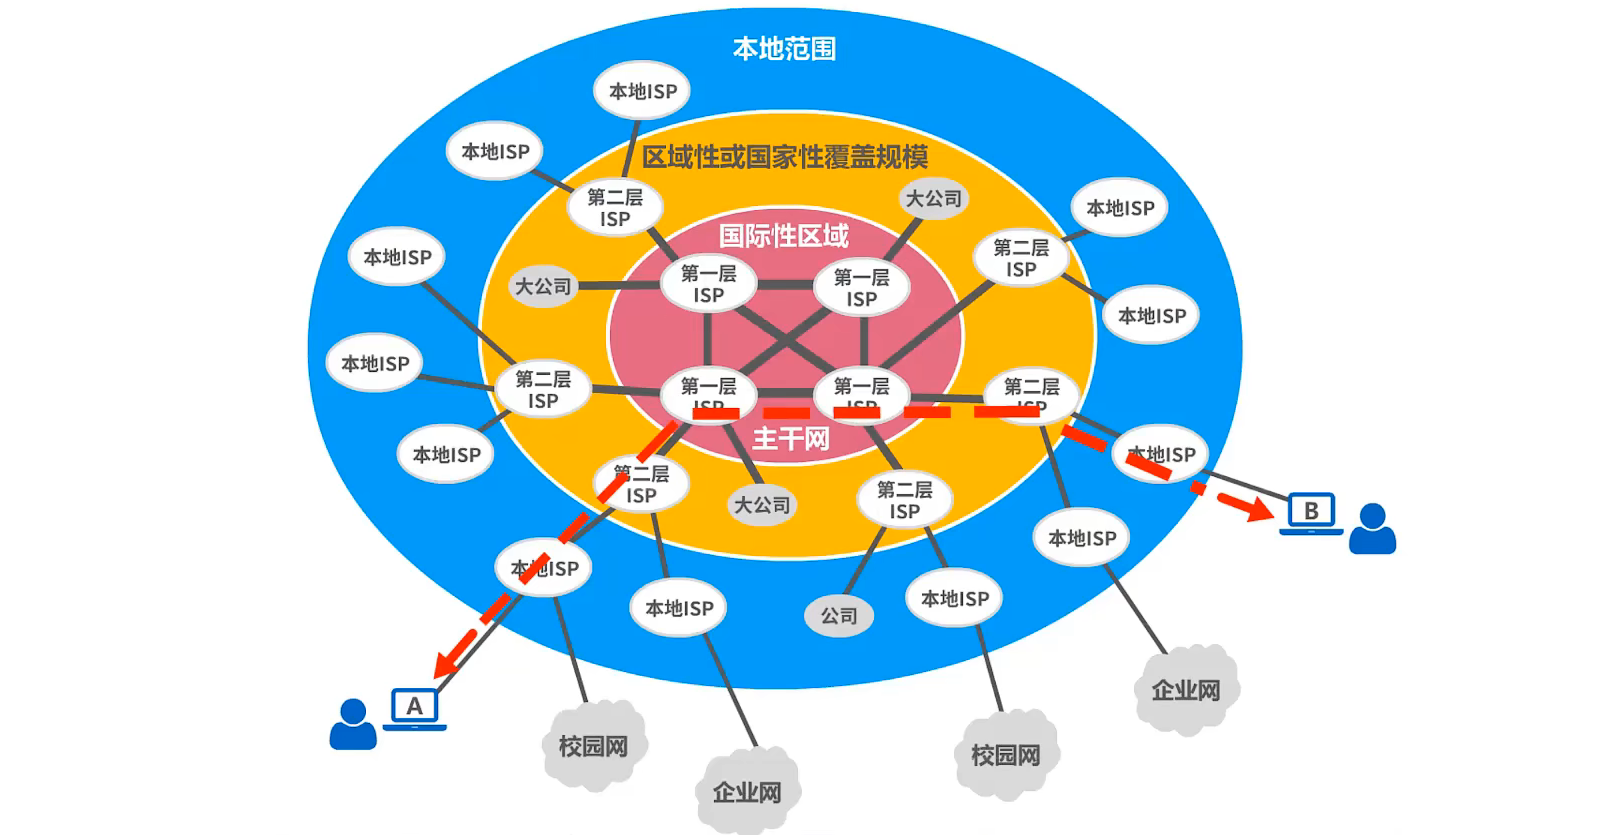 本地范围
本地ISP
本地ISP
区域性或国家性覆盖规模
第二层
ISP
大公司
本地ISP
国际性区域
本地ISP
第二层
ISP
大公司
第一层
ISP
第一层
ISP
本地ISP
本地ISP
第二层
ISP
第一层
ISP
第一层
ISP
第二层
ISP
本地ISP
主干网
本地ISP
第二层
ISP
大公司
第二层
ISP
B
本地ISP
本地ISP
本地ISP
公司
本地ISP
A
校园网
企业网
校园网
企业网